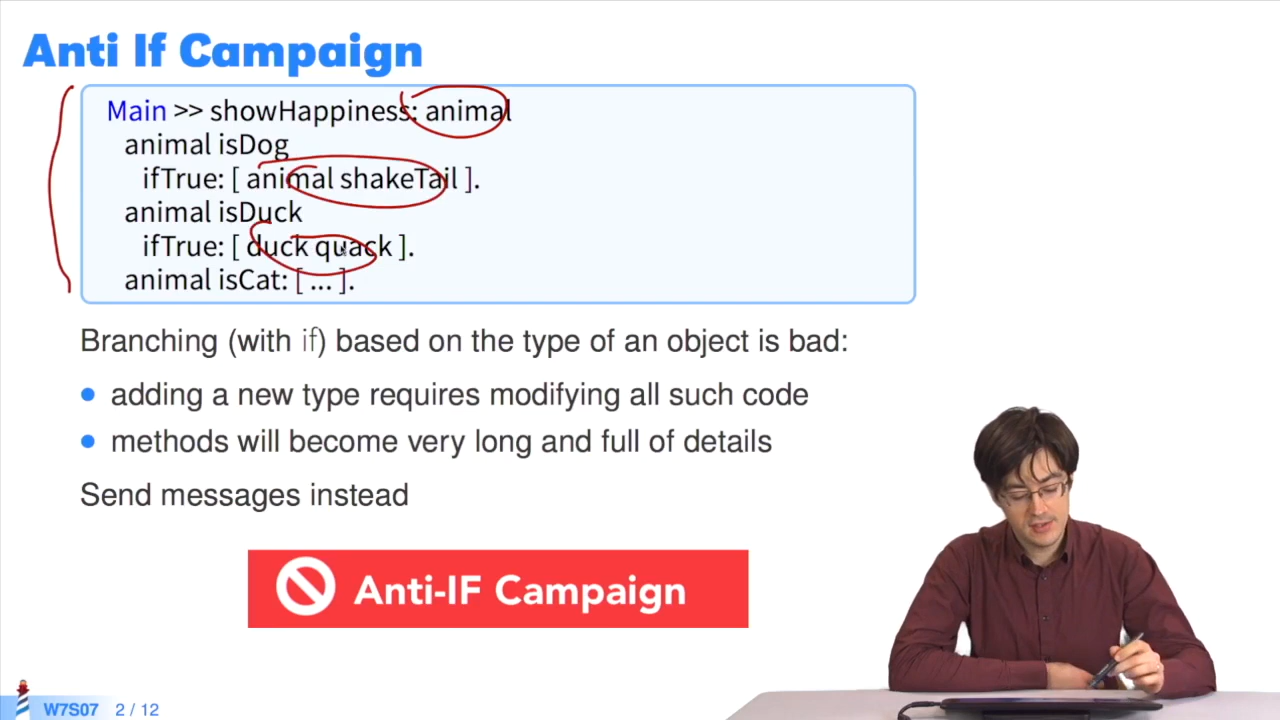 Anti If Campaign
Main >> showHappiness: animal
animal isDog
ifTrue: [ animal shakeTail ].
animal isDuck
ifTrue: [ duck quack ].
animal isCat: [ ... ].
Branching (with if) based on the type of an object is bad:
adding a new type requires modifying all such code
methods will become very long and full of details
Send messages instead
Anti-IF Campaign
W7S07 2 / 12